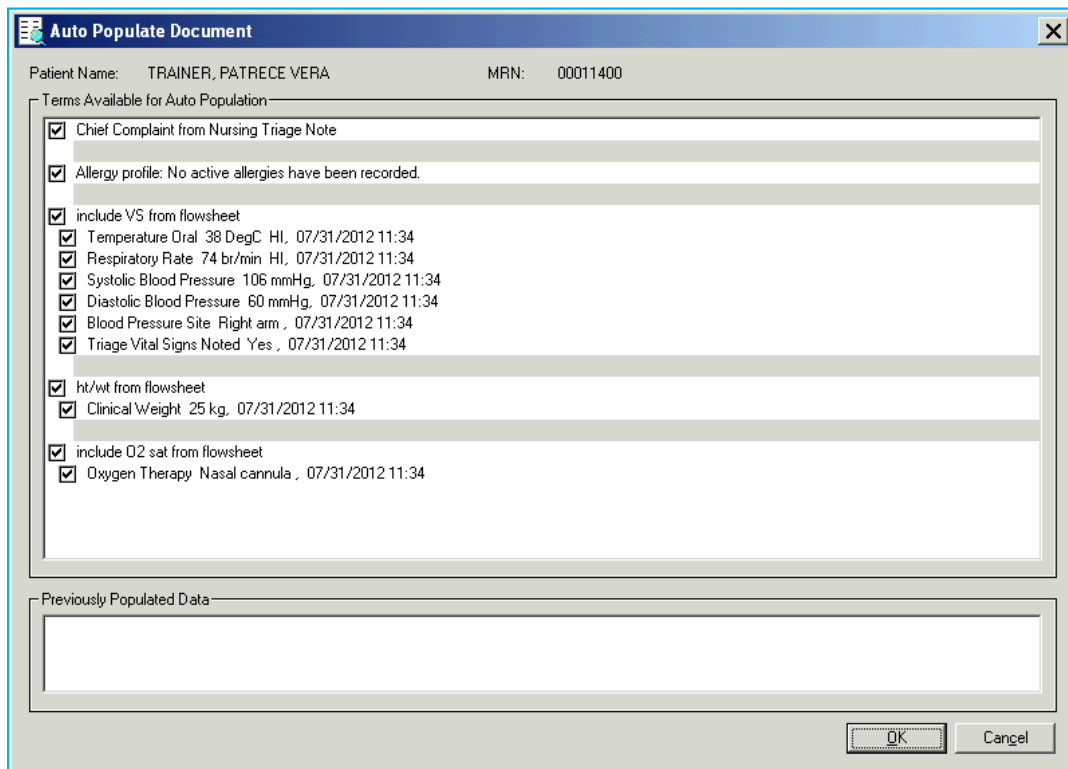 Auto Populate Document
Patient Name: TRAINER, PATRECE VERA MRN: 00011400
Terms Available for Auto Population
Chief Complaint from Nursing Triage Note
Allergy profile: No active allergies have been recorded.
include VS from flowsheet
Temperature Oral 38 DegC HI, 07/31/2012 11:34
Respiratory Rate 74 br/min HI, 07/31/2012 11:34
Systolic Blood Pressure 106 mmHg, 07/31/2012 11:34
Diastolic Blood Pressure 60 mmHg, 07/31/2012 11:34
Blood Pressure Site Right arm , 07/31/2012 11:34
Triage Vital Signs Noted Yes , 07/31/2012 11:34
ht/wt from flowsheet
Clinical Weight 25 kg, 07/31/2012 11:34
include O2 sat from flowsheet
Oxygen Therapy Nasal cannula , 07/31/2012 11:34
Previously Populated Data
OK Cancel